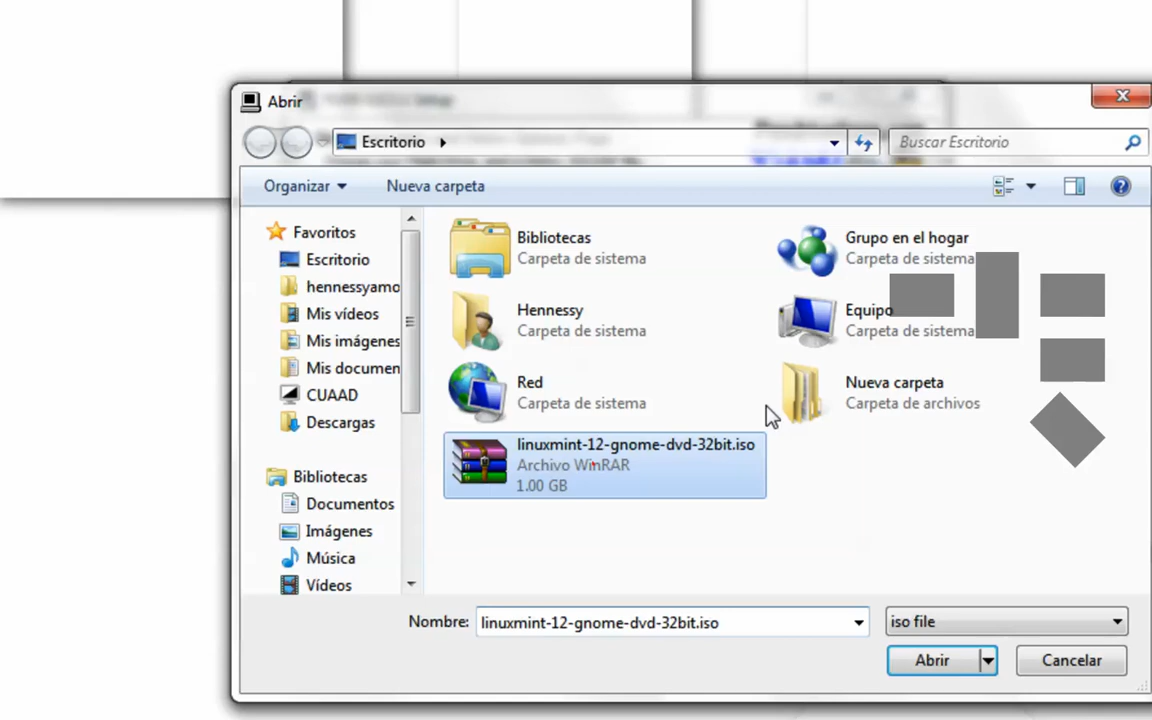 Abrir
Escritorio
Buscar Escritorio
Organizar
Nueva carpeta
Favoritos
Escritorio
hennessyamo
Mis vídeos
Mis imágenes
Mis documen
CUAAD
Descargas
Bibliotecas
Documentos
Imágenes
Música
Vídeos
Bibliotecas
Carpeta de sistema
Grupo en el hogar
Carpeta de sistema
Hennessy
Carpeta de sistema
Equipo
Carpeta de sistema
Red
Carpeta de sistema
Nueva carpeta
Carpeta de archivos
linuxmint-12-gnome-dvd-32bit.iso
Archivo WinRAR
1.00 GB
Nombre: linuxmint-12-gnome-dvd-32bit.iso
iso file
Abrir
Cancelar